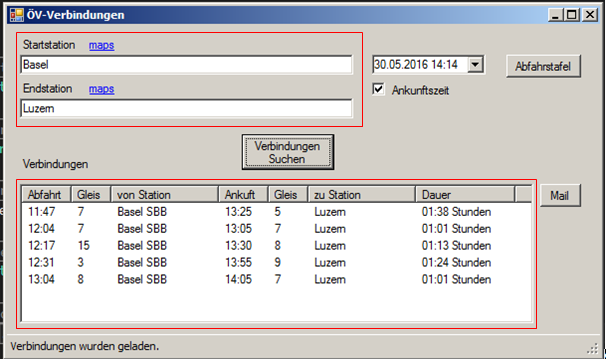 ÖV-Verbindungen
Startstation maps
Basel
30.05.2016 14:14
Abfahrstafel
Endstation maps
Ankunftszeit
Luzern
Verbindungen
Suchen
Verbindungen
Abfahrt Gleis von Station Ankuft Gleis zu Station Dauer
11:47 7 Basel SBB 13:25 5 Luzern 01:38 Stunden
12:04 7 Basel SBB 13:05 7 Luzern 01:01 Stunden
12:17 15 Basel SBB 13:30 8 Luzern 01:13 Stunden
12:31 3 Basel SBB 13:55 9 Luzern 01:24 Stunden
13:04 8 Basel SBB 14:05 7 Luzern 01:01 Stunden
Mail
Verbindungen wurden geladen.